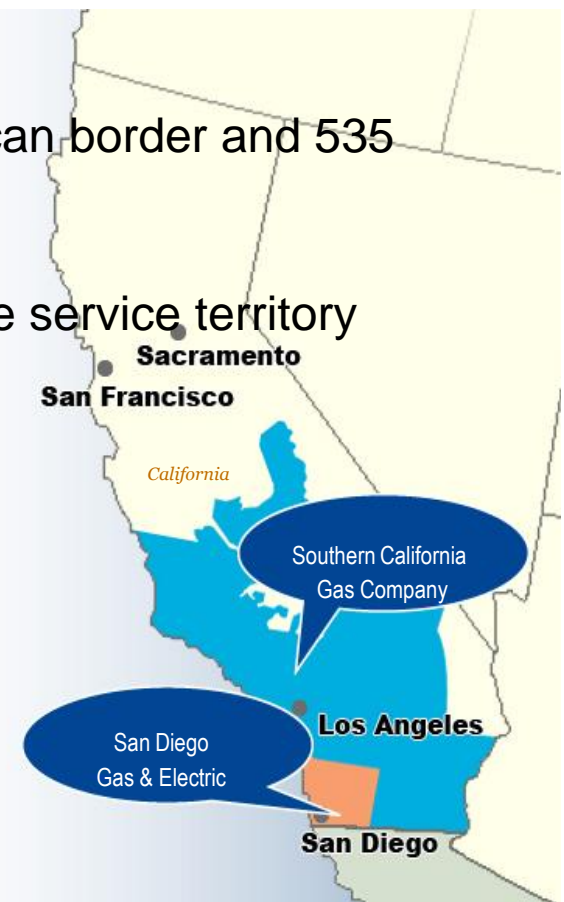 can border and 535
e service territory
Sacramento
San Francisco
California
Southern California
Gas Company
Los Angeles
San Diego
Gas & Electric
San Diego